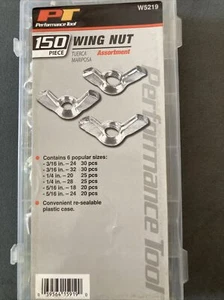 W5219
PT
Performance Tool
150 PIECE
WING NUT
TUERCA Assortment
MARIPOSA
Performance Tool
• Contains 6 popular sizes:
- 3/16 in. – 24 30 pcs
- 3/16 in. – 32 30 pcs
- 1/4 in. – 20 25 pcs
- 1/4 in. – 28 25 pcs
- 5/16 in. – 18 20 pcs
- 5/16 in. – 24 20 pcs
• Convenient re-sealable
plastic case.